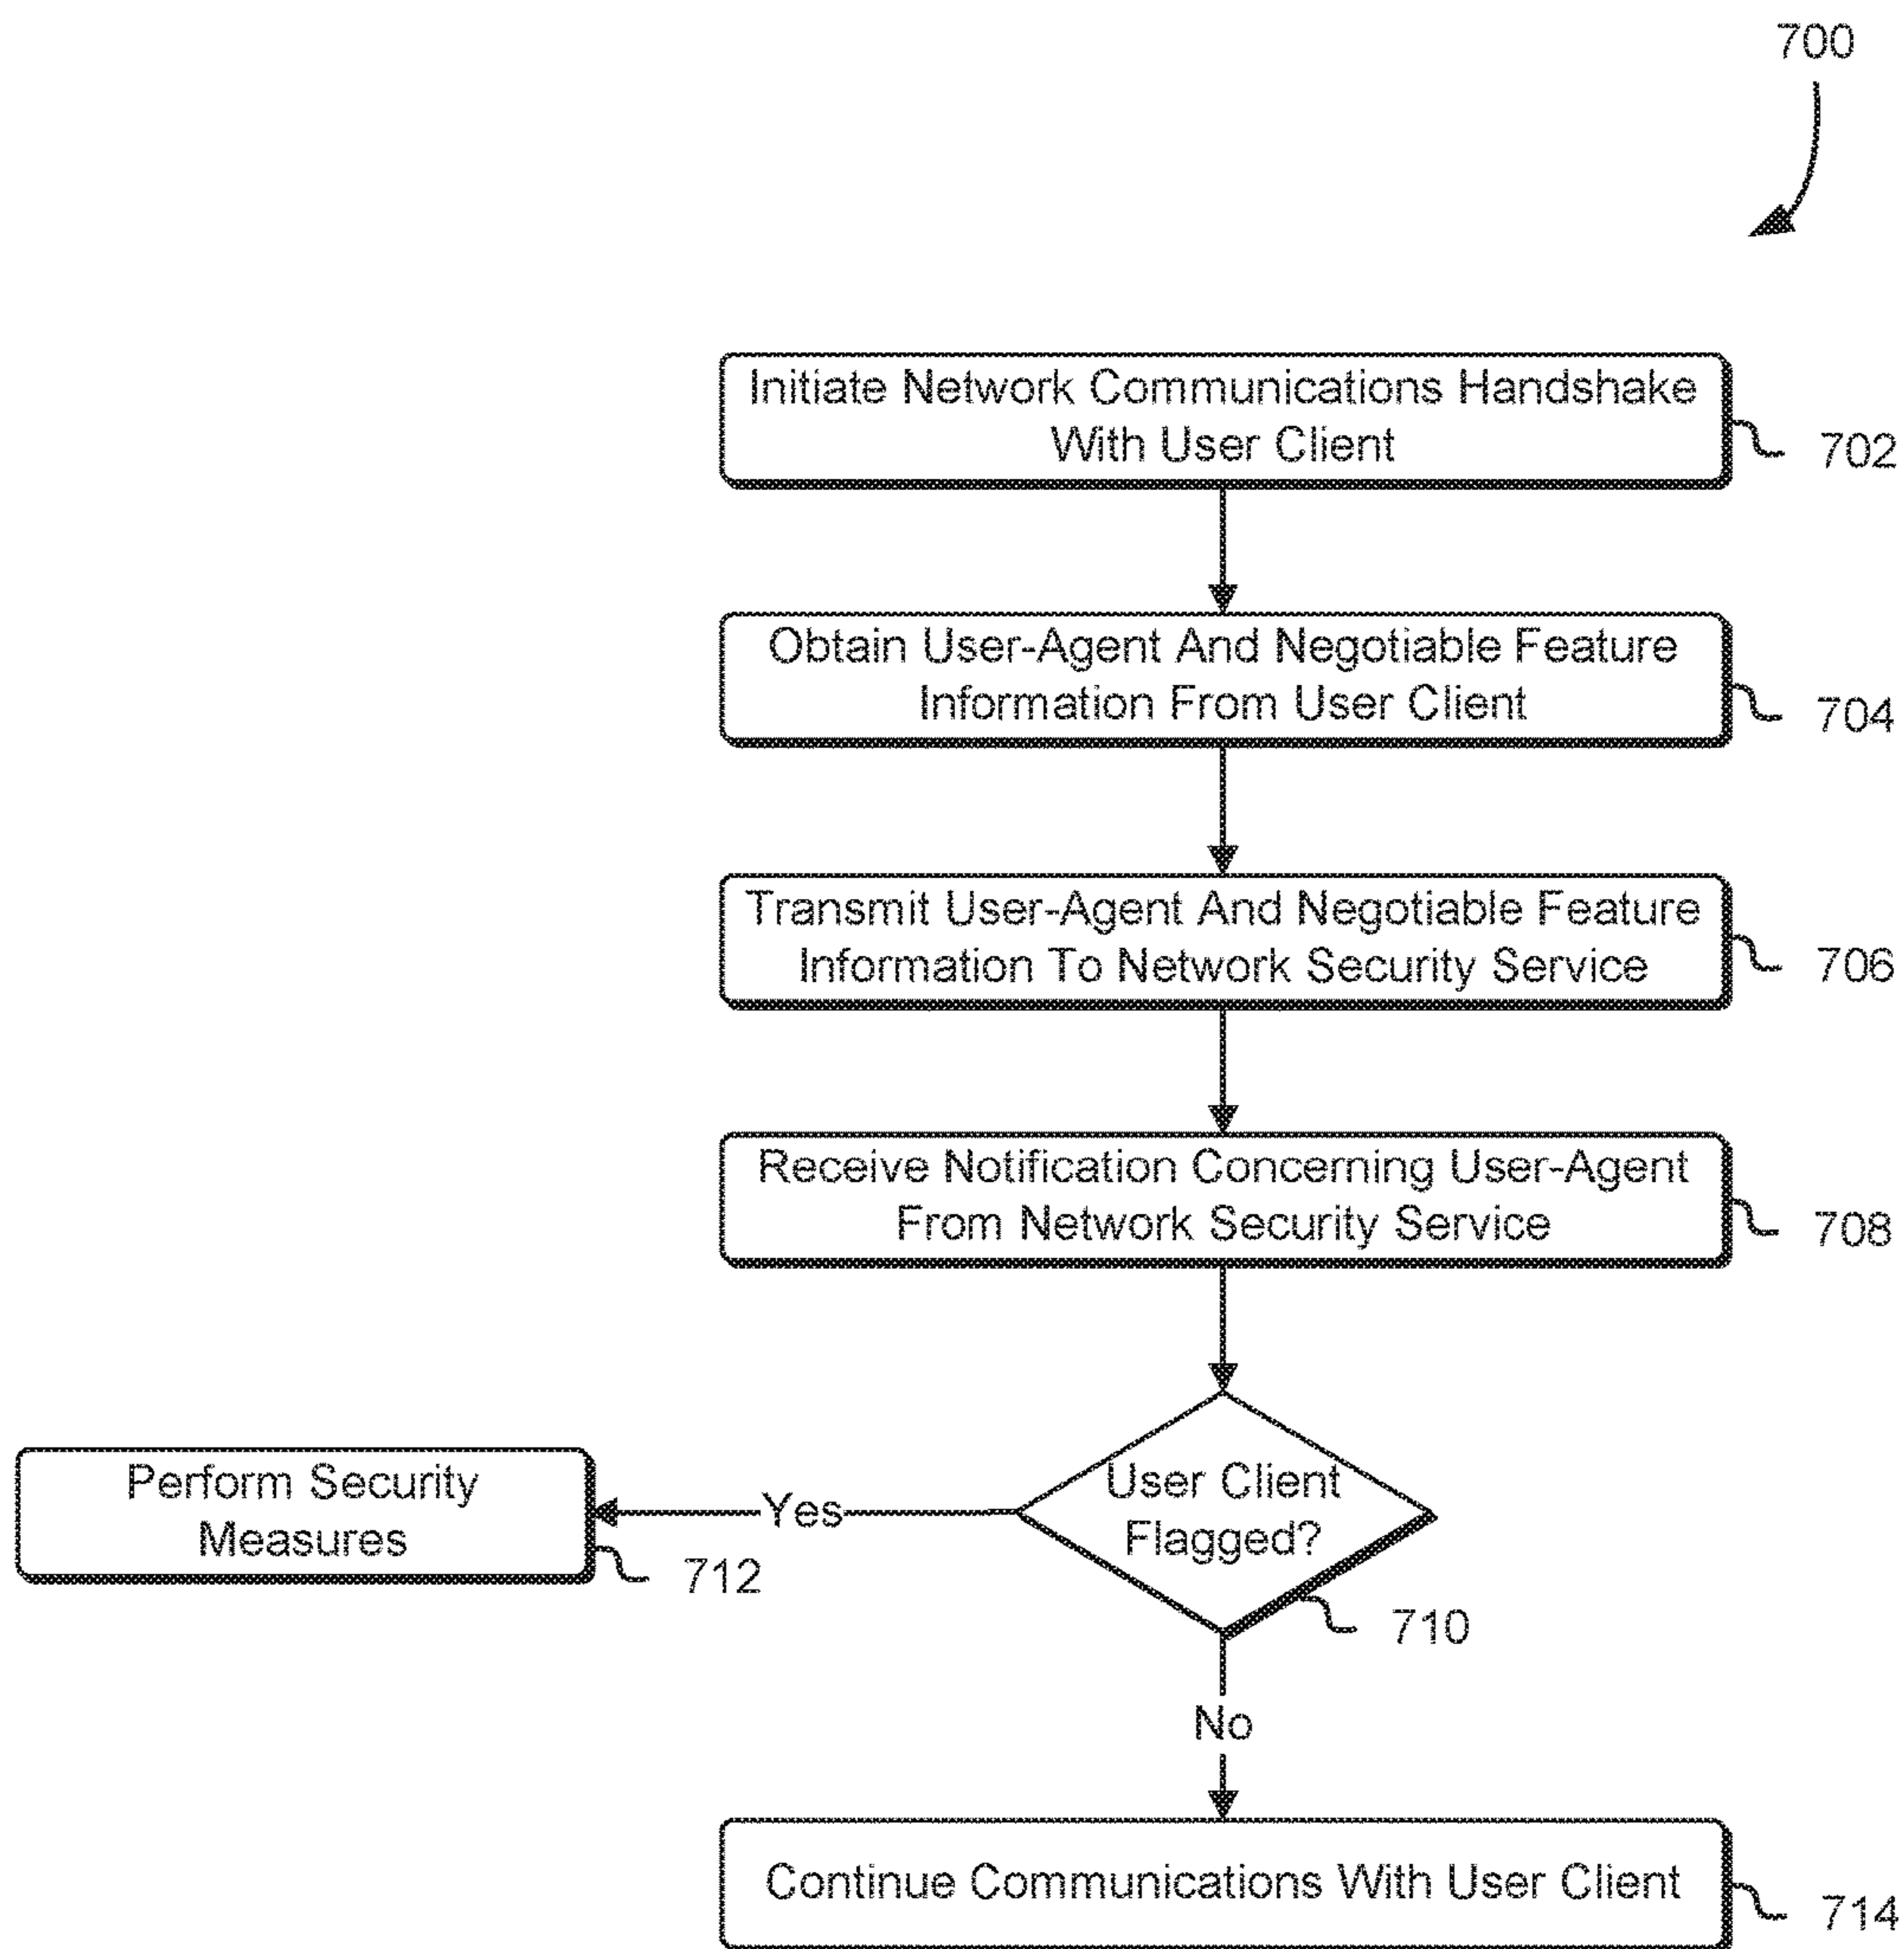 700
Initiate Network Communications Handshake
With User Client
702
Obtain User-Agent And Negotiable Feature
Information From User Client
704
Transmit User-Agent And Negotiable Feature
Information To Network Security Service
706
Receive Notification Concerning User-Agent
From Network Security Service
708
User Client
Flagged?
710
Yes
Perform Security
Measures
712
No
Continue Communications With User Client
714